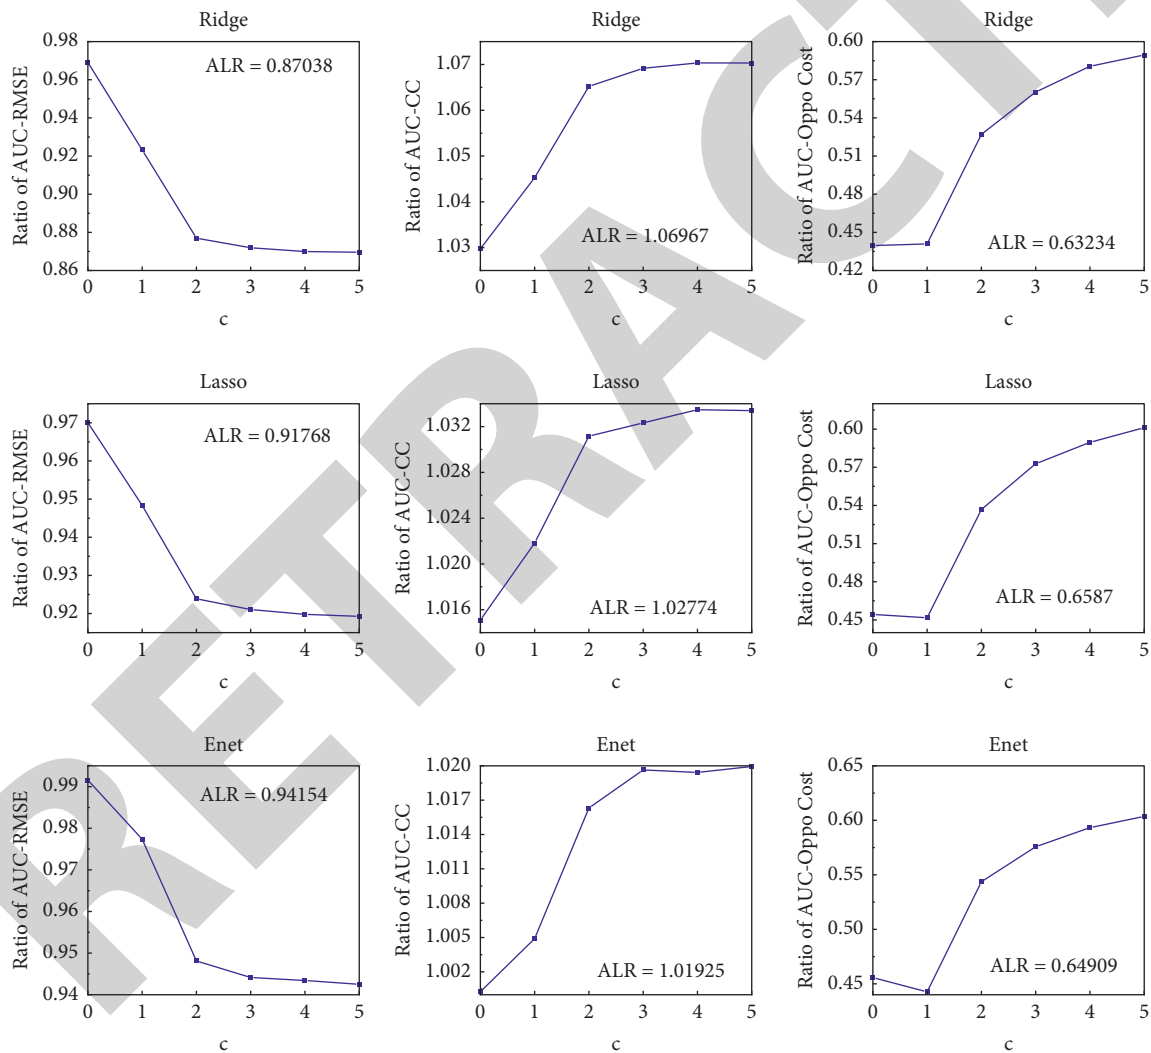 Ridge
Ratio of AUC-RMSE
0.98
0.96
0.94
0.92
0.90
0.88
0.86
ALR = 0.87038
0 1 2 3 4 5
c
Ridge
Ratio of AUC-CC
1.07
1.06
1.05
1.04
1.03
ALR = 1.06967
0 1 2 3 4 5
c
Ridge
Ratio of AUC-Oppo Cost
0.60
0.57
0.54
0.51
0.48
0.45
0.42
ALR = 0.63234
0 1 2 3 4 5
c
Lasso
Ratio of AUC-RMSE
0.97
0.96
0.95
0.94
0.93
0.92
ALR = 0.91768
0 1 2 3 4 5
c
Lasso
Ratio of AUC-CC
1.032
1.028
1.024
1.020
1.016
ALR = 1.02774
0 1 2 3 4 5
c
Lasso
Ratio of AUC-Oppo Cost
0.60
0.57
0.54
0.51
0.48
0.45
ALR = 0.6587
0 1 2 3 4 5
c
Enet
Ratio of AUC-RMSE
0.99
0.98
0.97
0.96
0.95
0.94
ALR = 0.94154
0 1 2 3 4 5
c
Enet
Ratio of AUC-CC
1.020
1.017
1.014
1.011
1.008
1.005
1.002
ALR = 1.01925
0 1 2 3 4 5
c
Enet
Ratio of AUC-Oppo Cost
0.65
0.60
0.55
0.50
0.45
ALR = 0.64909
0 1 2 3 4 5
c
RETRACT